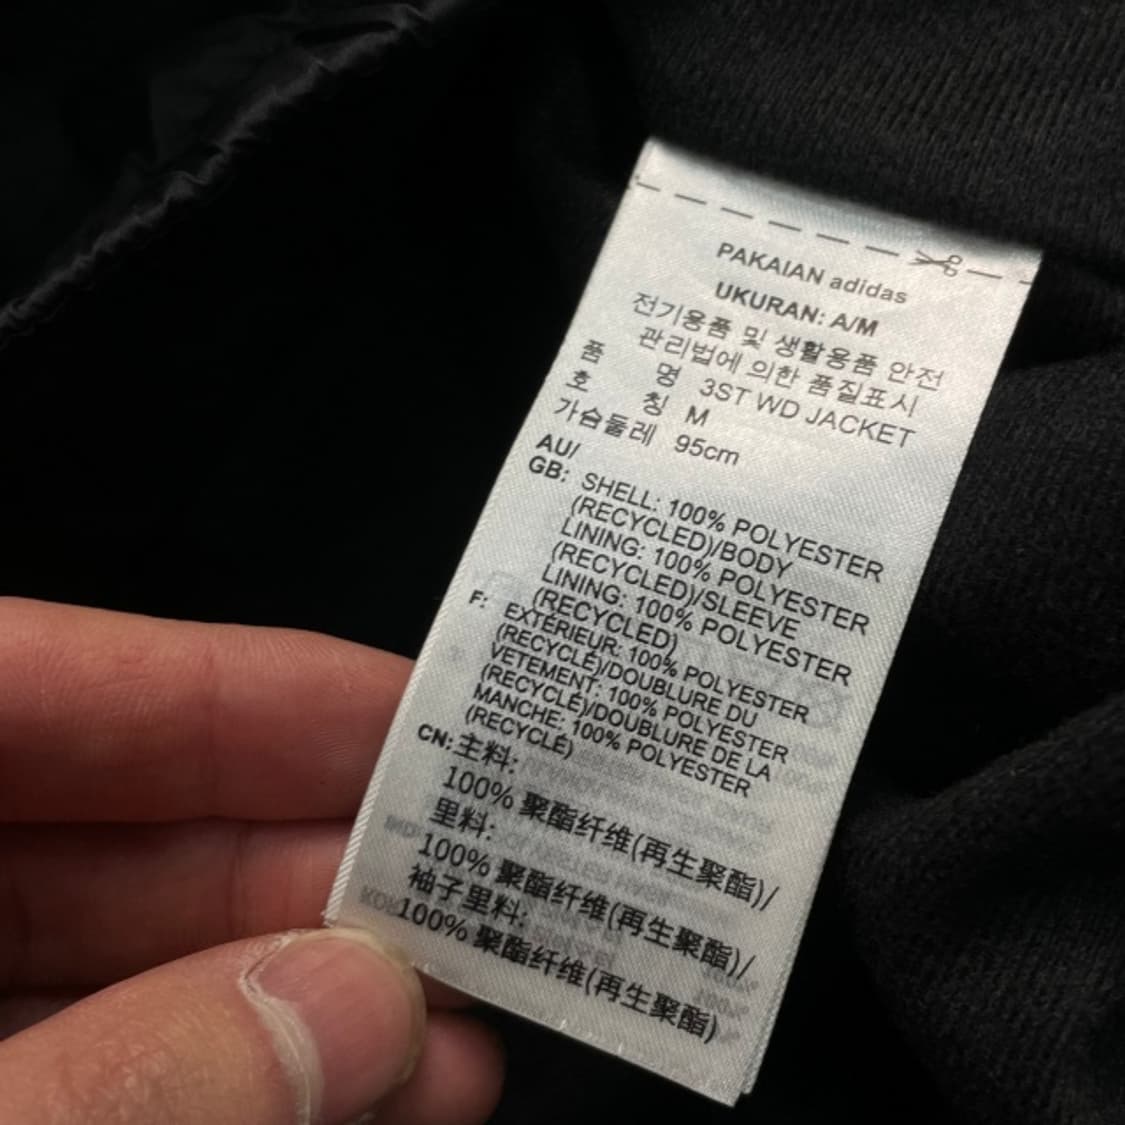 PAKAIAN adidas
UKURAN: A/M
전기용품 및 생활용품 안전
관리법에 의한 품질표시
품 명 3ST WD JACKET
호 칭 M
가슴둘레 95cm
AU/
GB: SHELL: 100% POLYESTER
(RECYCLED)/BODY
LINING: 100% POLYESTER
(RECYCLED)/SLEEVE
LINING: 100% POLYESTER
(RECYCLED)
F: EXTÉRIEUR: 100% POLYESTER
(RECYCLÉ)/DOUBLURE DU
VETEMENT: 100% POLYESTER
(RECYCLÉ)/DOUBLURE DE LA
MANCHE: 100% POLYESTER
(RECYCLÉ)
CN: 主料:
100% 聚酯纤维(再生聚酯)/
里料:
100% 聚酯纤维(再生聚酯)/
袖子里料:
100% 聚酯纤维(再生聚酯)